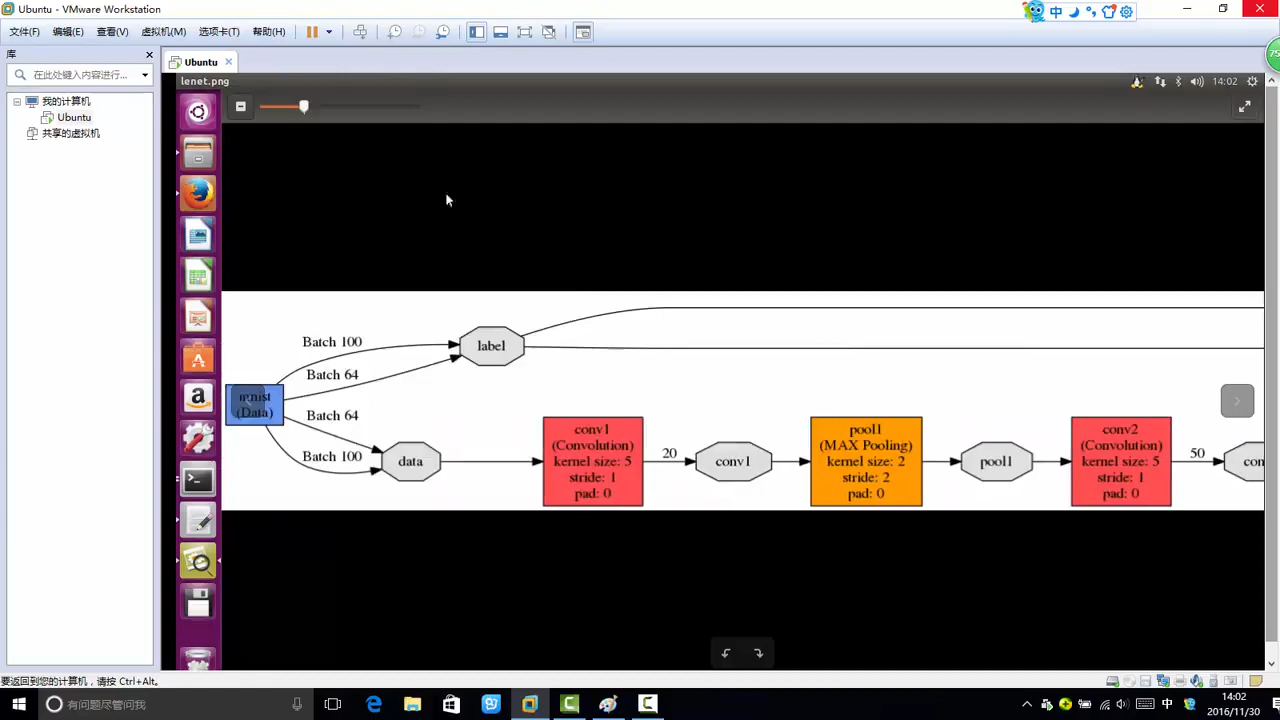 Ubuntu - VMware Workstation
中
文件(F) 编辑(E) 查看(V) 虚拟机(M) 选项卡(T) 帮助(H)
75
库
Ubuntu
在此处键入内容进行...
lenet.png
14:02
我的计算机
Ubuntu
共享的虚拟机
Batch 100
label
Batch 64
mnist
(Data)
Batch 64
Batch 100
data
conv1
(Convolution)
kernel size: 5
stride: 1
pad: 0
20
conv1
pool1
(MAX Pooling)
kernel size: 2
stride: 2
pad: 0
pool1
conv2
(Convolution)
kernel size: 5
stride: 1
pad: 0
50
con
要返回到您的计算机，请按 Ctrl+Alt。
有问题尽管问我
中
14:02
2016/11/30